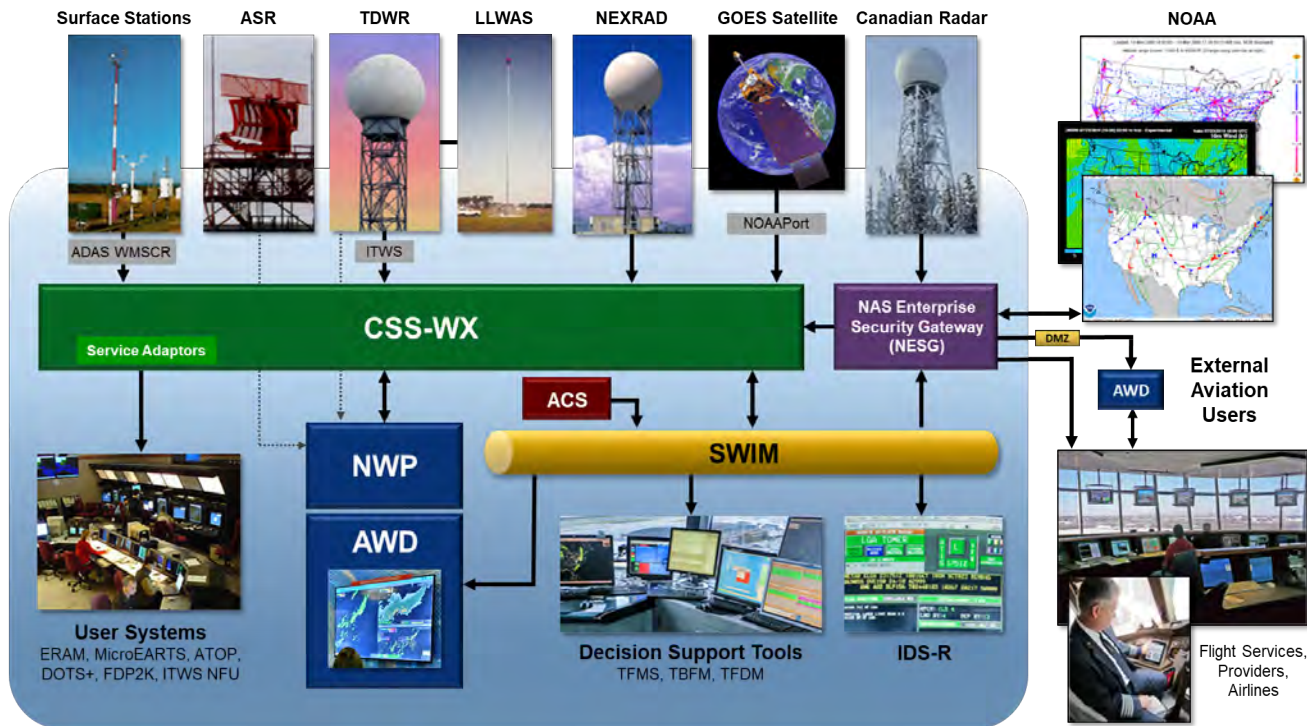 Surface Stations
ASR
TDWR
LLWAS
NEXRAD
GOES Satellite
Canadian Radar
NOAA
ADAS WMSCR
ITWS
NOAAPort
CSS-WX
Service Adaptors
NAS Enterprise
Security Gateway
(NESG)
DMZ
AWD
External
Aviation
Users
ACS
SWIM
NWP
AWD
LGA TOWER
User Systems
ERAM, MicroEARTS, ATOP,
DOTS+, FDP2K, ITWS NFU
Decision Support Tools
TFMS, TBFM, TFDM
IDS-R
Flight Services,
Providers,
Airlines